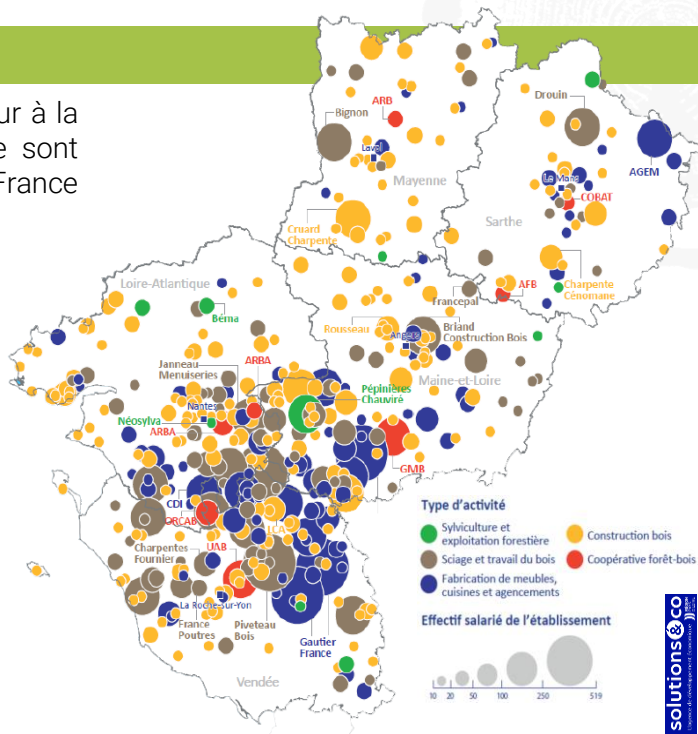 ur à la
e sont
France
Bignon
ARB
Laval
Mayenne
Cruard
Charpente
Drouin
AGEM
Le Mans
COBAT
Sarthe
AFB
Charpente
Cénomane
Loire-Atlantique
Berna
Francepal
Rousseau
Angers
Briand
Construction Bois
Maine-et-Loire
Janneau
Menuiseries
ARBA
Pépinières
Chauviré
Nantes
Néosylva
ARBA
GMB
CDI
ORCAB
Charpentes
Fournier
UAB
La Roche-sur-Yon
France
Poutres
Piveteau
Bois
Gautier
France
Vendée
Type d'activité
Sylviculture et
exploitation forestière
Construction bois
Sciage et travail du bois
Coopérative forêt-bois
Fabrication de meubles,
cuisines et agencements
Effectif salarié de l'établissement
10 20 50 100 250 519
solutions&co